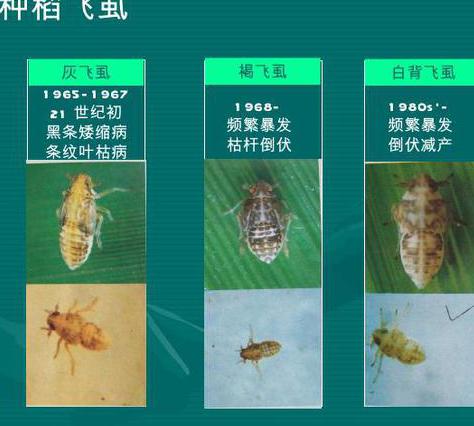 种稻飞虱
灰飞虱
1965-1967
21 世纪初
黑条矮缩病
条纹叶枯病
褐飞虱
1968-
频繁暴发
枯秆倒伏
白背飞虱
1980s'-
频繁暴发
倒伏减产